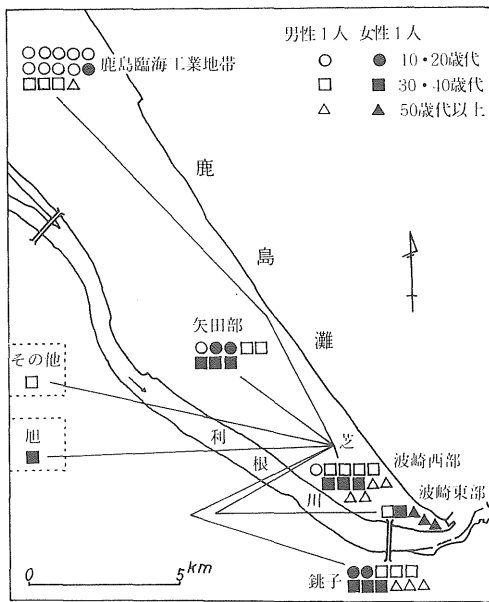 男性1人 女性1人
10・20歳代
30・40歳代
50歳代以上
鹿島臨海工業地帯
鹿
島
灘
矢田部
その他
旭
利
根
川
芝
波崎西部
波崎東部
銚子
0 5km